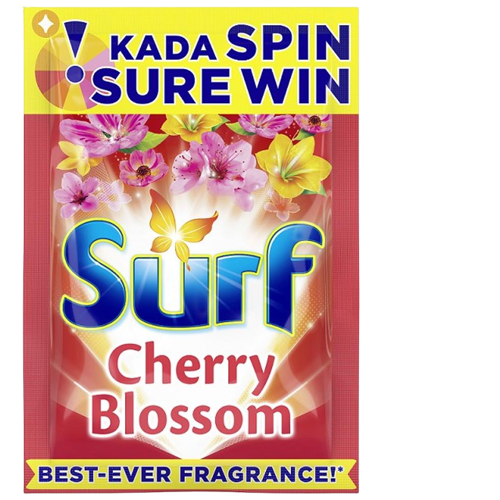 KADA SPIN
SURE WIN
Surf
Cherry
Blossom
BEST-EVER FRAGRANCE!*